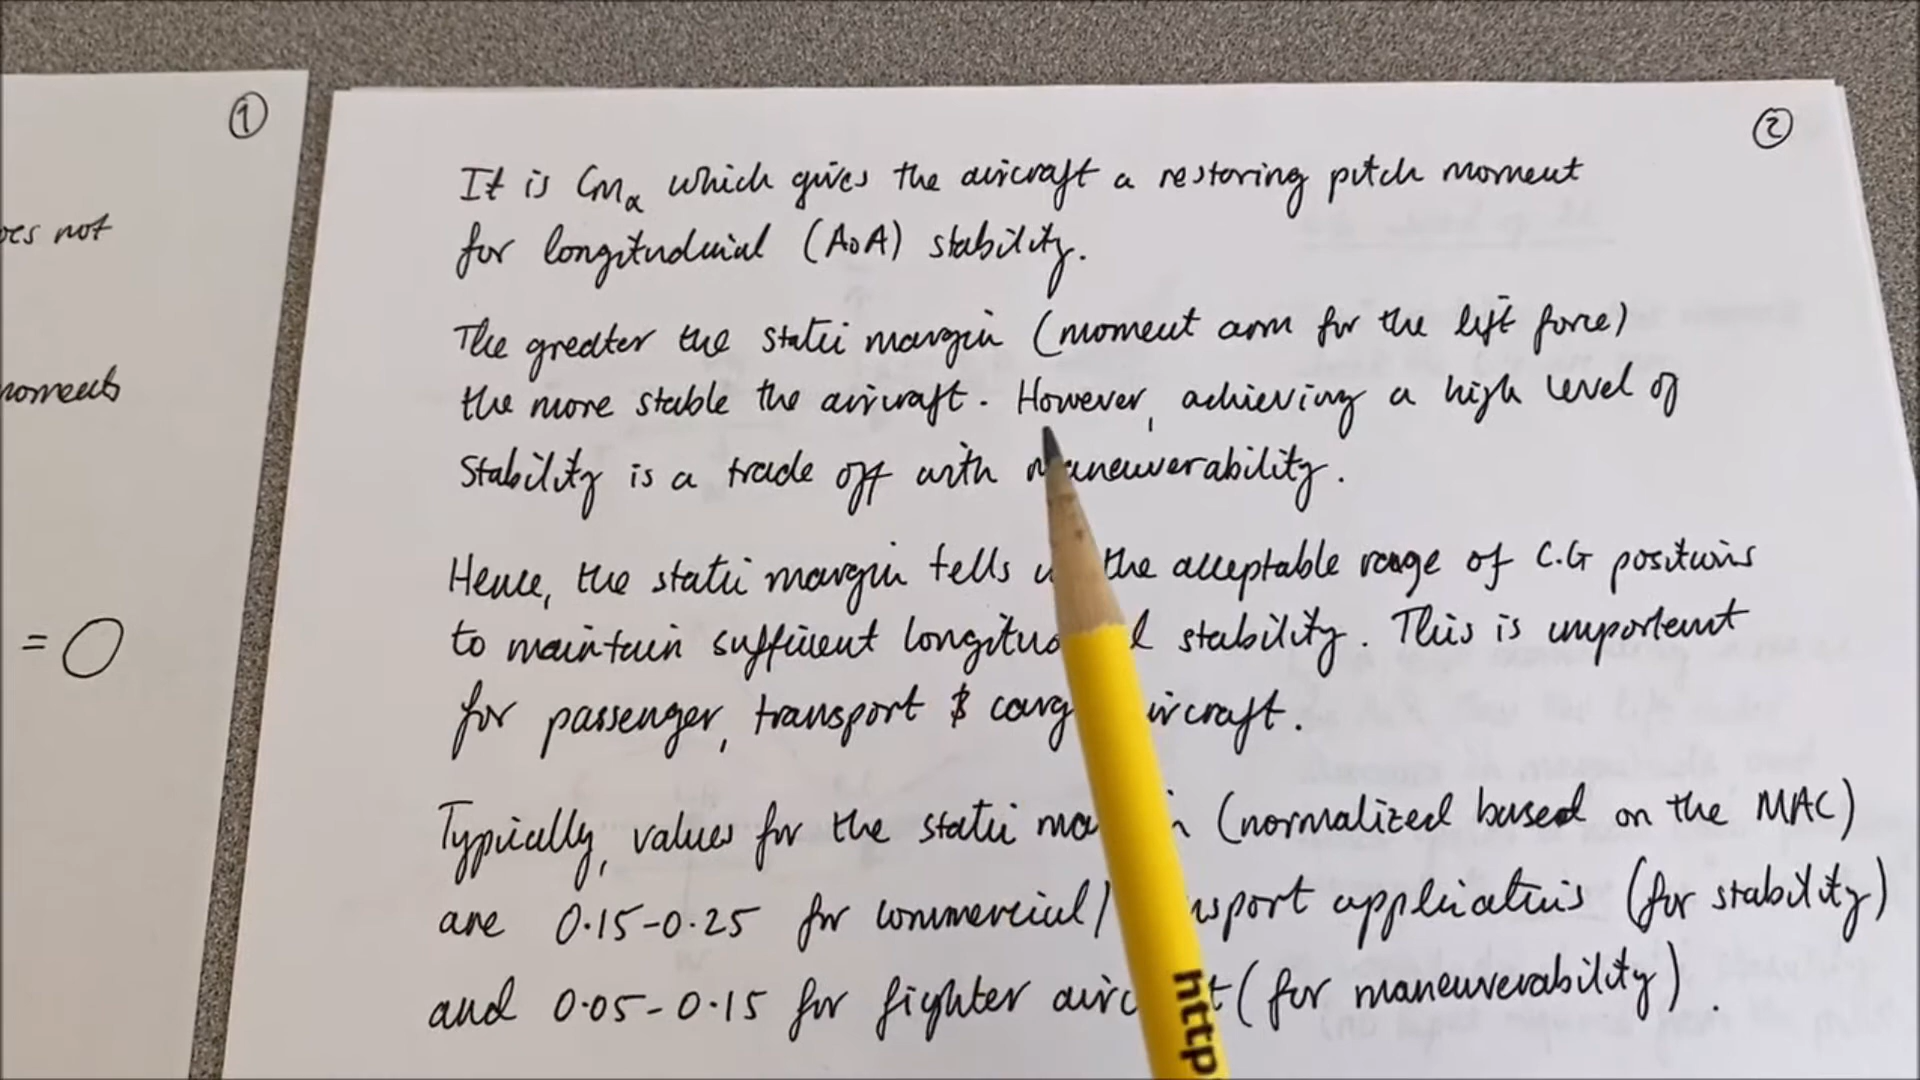 ①
oes not
moments
= 0
②
It is CMα which gives the aircraft a restoring pitch moment
for longitudinal (AoA) stability.
The greater the static margin (moment arm for the lift force)
the more stable the aircraft. However, achieving a high level of
Stability is a trade off with maneuverability.
Hence, the static margin tells u the acceptable range of C.G positions
to maintain sufficient longitud l stability. This is important
for passenger, transport & carg ircraft.
Typically, values for the static ma n (normalized based on the MAC)
are 0.15-0.25 for commercial/ nsport applications (for stability)
and 0.05-0.15 for fighter airc t (for maneuverability).
http